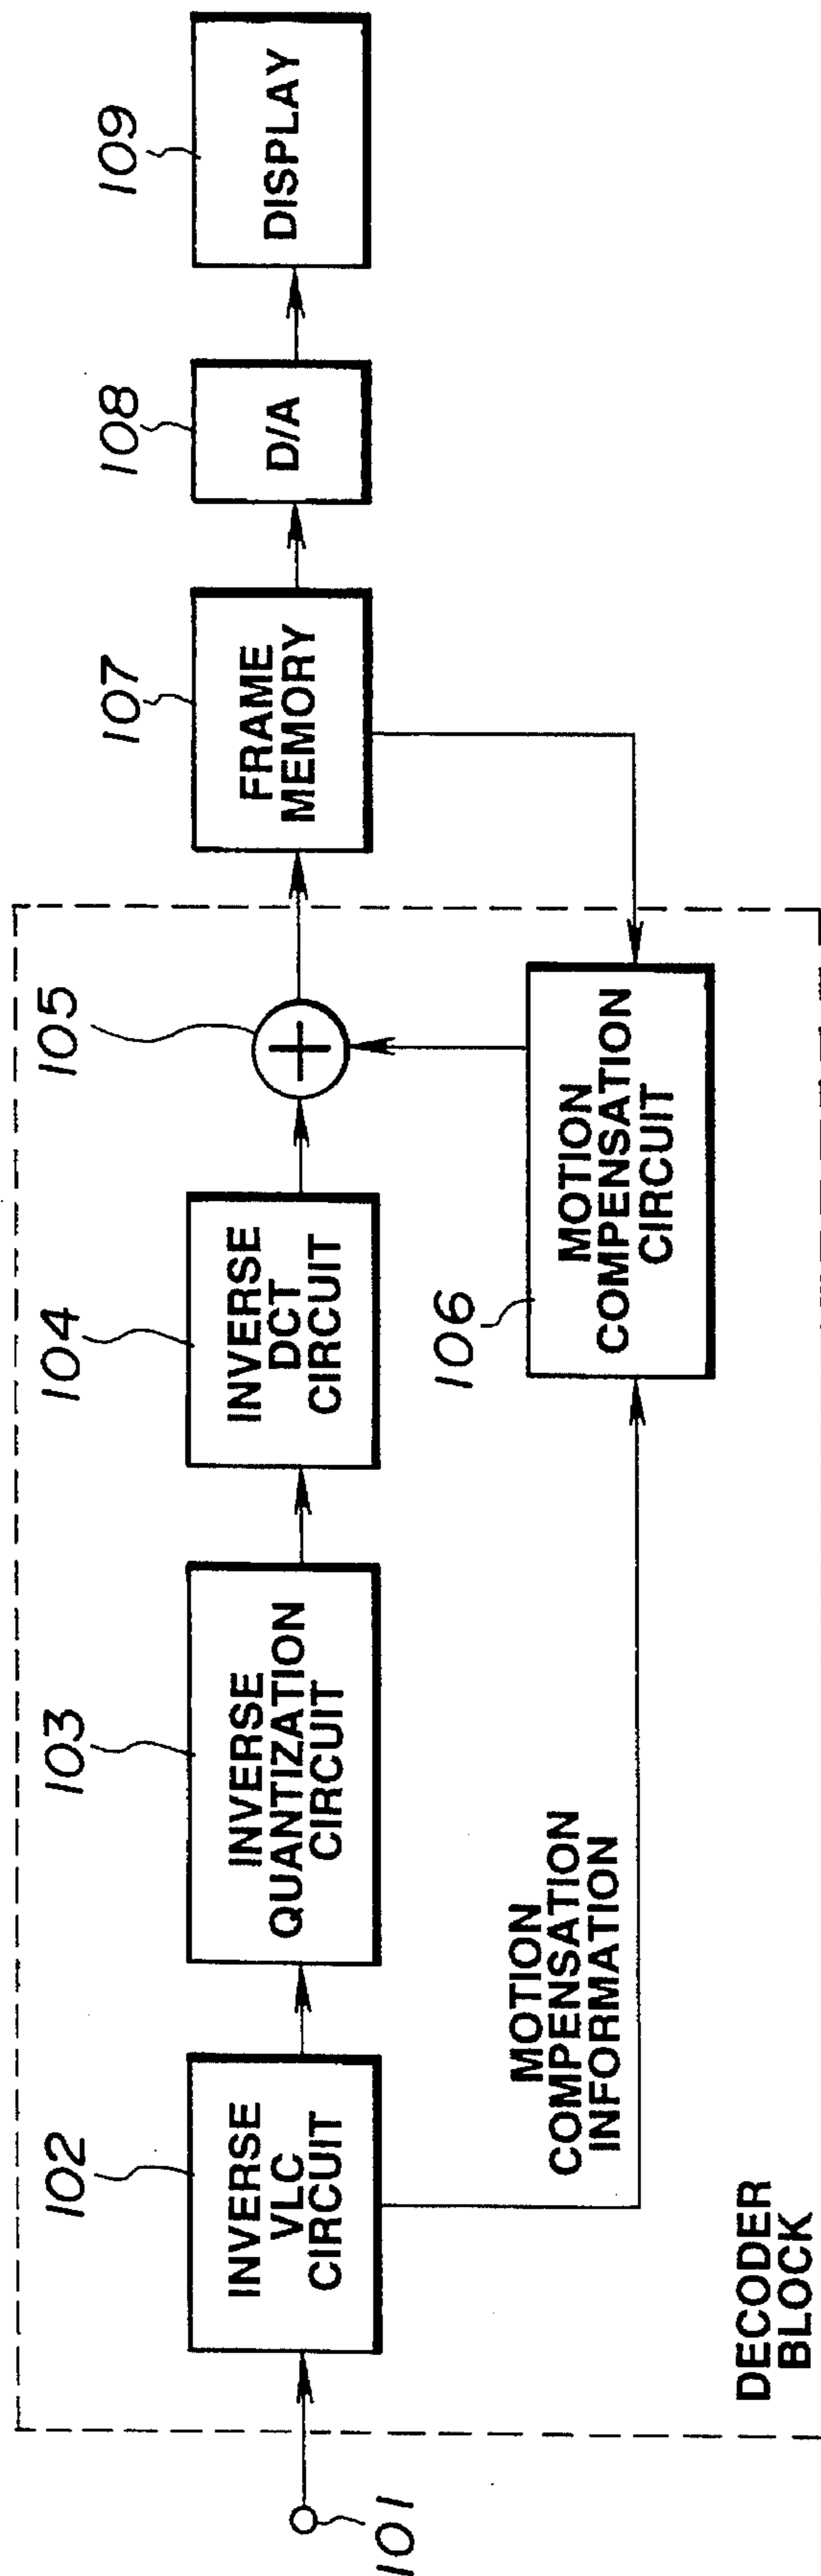 101
102
INVERSE
VLC
CIRCUIT
103
INVERSE
QUANTIZATION
CIRCUIT
104
INVERSE
DCT
CIRCUIT
105
+
106
MOTION
COMPENSATION
CIRCUIT
MOTION
COMPENSATION
INFORMATION
107
FRAME
MEMORY
108
D/A
109
DISPLAY
DECODER
BLOCK